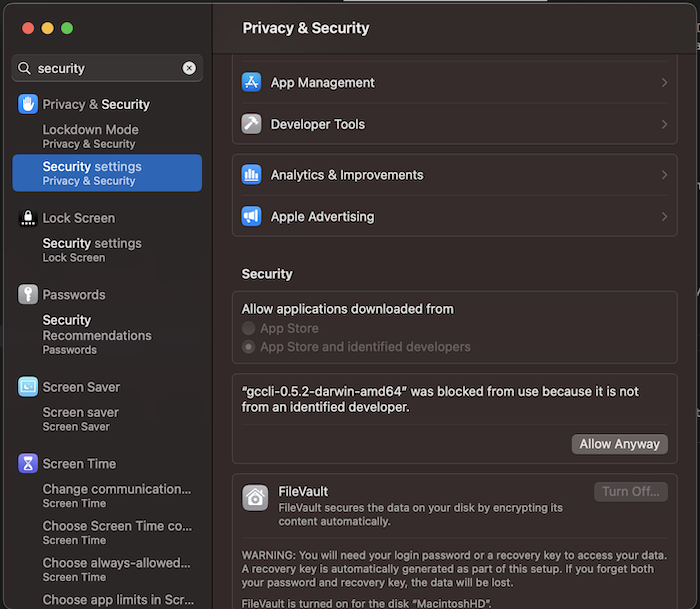 Privacy & Security
security
Privacy & Security
Lockdown Mode
Privacy & Security
Security settings
Privacy & Security
Lock Screen
Security settings
Lock Screen
Passwords
Security
Recommendations
Passwords
Screen Saver
Screen saver
Screen Saver
Screen Time
Change communication...
Screen Time
Choose Screen Time co...
Screen Time
Choose always-allowed...
Screen Time
Choose app limits in Scr...
App Management
Developer Tools
Analytics & Improvements
Apple Advertising
Security
Allow applications downloaded from
App Store
App Store and identified developers
“gccli-0.5.2-darwin-amd64” was blocked from use because it is not
from an identified developer.
Allow Anyway
FileVault
Turn Off...
FileVault secures the data on your disk by encrypting its
content automatically.
WARNING: You will need your login password or a recovery key to access your data.
A recovery key is automatically generated as part of this setup. If you forget both
your password and recovery key, the data will be lost.
FileVault is turned on for the disk “MacintoshHD”.